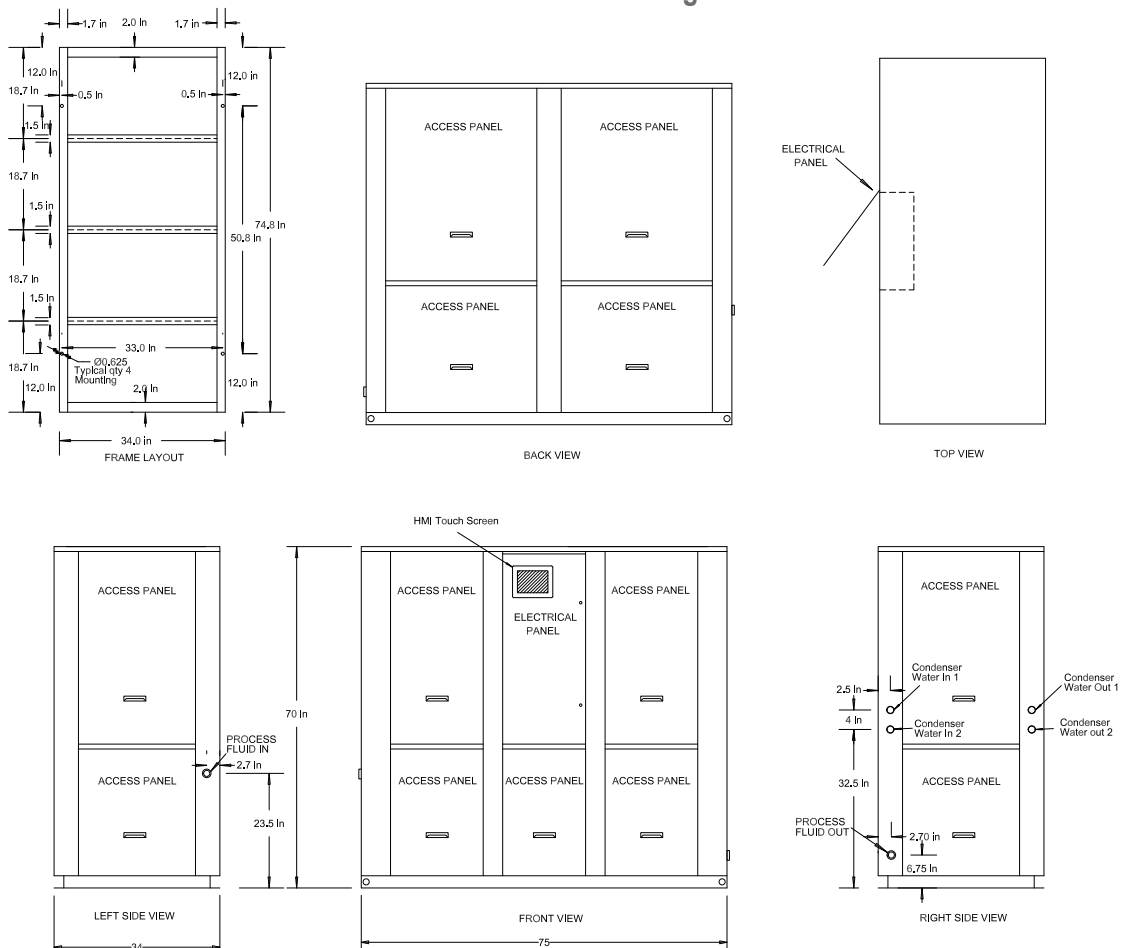 g
1.7 in 2.0 in 1.7 in
12.0 in 12.0 in
18.7 in
0.5 in 0.5 in
1.5 in
18.7 in
1.5 in
74.8 in
50.8 in
18.7 in
1.5 in
33.0 in
Ø0.625
Typical qty 4
Mounting
18.7 in
12.0 in 2.0 in 12.0 in
34.0 in
FRAME LAYOUT
ACCESS PANEL ACCESS PANEL
ACCESS PANEL ACCESS PANEL
BACK VIEW
ELECTRICAL
PANEL
TOP VIEW
ACCESS PANEL
PROCESS
FLUID IN
2.7 in
ACCESS PANEL
23.5 in
LEFT SIDE VIEW
34
HMI Touch Screen
ACCESS PANEL ACCESS PANEL
ELECTRICAL
PANEL
70 in
ACCESS PANEL ACCESS PANEL ACCESS PANEL
FRONT VIEW
75
ACCESS PANEL
Condenser
Water In 1
Condenser
Water Out 1
2.5 in
4 in
Condenser
Water In 2
Condenser
Water out 2
32.5 in
ACCESS PANEL
PROCESS
FLUID OUT
2.70 in
6.75 in
RIGHT SIDE VIEW